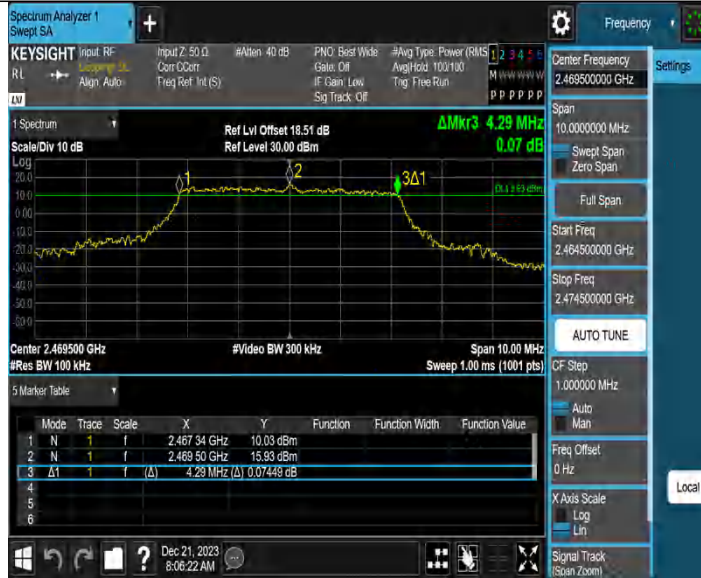 Spectrum Analyzer 1
Swept SA
+
Frequency
KEYSIGHT
RL
Input: RF
Coupling: DC
Align: Auto
Input Z: 50 Ω
Corr CCorr
Freq Ref: Int (S)
#Atten: 40 dB
PNO: Best Wide
Gate: Off
IF Gain: Low
Sig Track: Off
#Avg Type: Power (RMS
Avg|Hold: 100/100
Trig: Free Run
1 2 3 4 5 6
M W W W W W
P P P P P P
LXI
1 Spectrum
Scale/Div 10 dB
Ref Lvl Offset 18.51 dB
Ref Level 30.00 dBm
ΔMkr3 4.29 MHz
0.07 dB
Log
20.0
10.0
0.00
-10.0
-20.0
-30.0
-40.0
-50.0
-60.0
1
2
3Δ1
Center 2.469500 GHz
#Res BW 100 kHz
#Video BW 300 kHz
Span 10.00 MHz
Sweep 1.00 ms (1001 pts)
5 Marker Table
Mode Trace Scale X Y Function Function Width Function Value
1 N 1 f 2.467 34 GHz 10.03 dBm
2 N 1 f 2.469 50 GHz 15.93 dBm
3 Δ1 1 f (Δ) 4.29 MHz (Δ) 0.07449 dB
4
5
6
?
Dec 21, 2023
8:06:22 AM
Center Frequency
2.469500000 GHz
Settings
Span
10.0000000 MHz
Swept Span
Zero Span
Full Span
Start Freq
2.464500000 GHz
Stop Freq
2.474500000 GHz
AUTO TUNE
CF Step
1.000000 MHz
Auto
Man
Freq Offset
0 Hz
X Axis Scale
Log
Lin
Local
Signal Track
(Span Zoom)